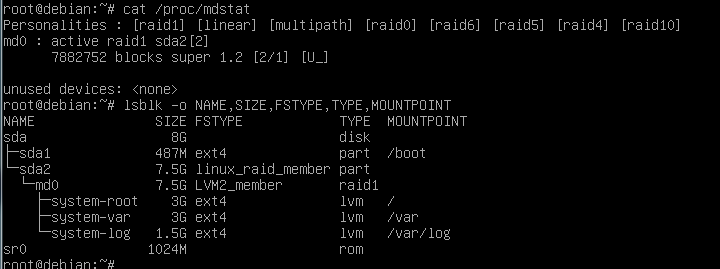 root@debian:~# cat /proc/mdstat
Personalities : [raid1] [linear] [multipath] [raid0] [raid6] [raid5] [raid4] [raid10]
md0 : active raid1 sda2[2]
      7882752 blocks super 1.2 [2/1] [U_]

unused devices: <none>
root@debian:~# lsblk -o NAME,SIZE,FSTYPE,TYPE,MOUNTPOINT
NAME                SIZE FSTYPE            TYPE  MOUNTPOINT
sda                   8G                   disk
├─sda1              487M ext4              part  /boot
└─sda2              7.5G linux_raid_member part
  └─md0             7.5G LVM2_member       raid1
    ├─system-root     3G ext4              lvm   /
    ├─system-var      3G ext4              lvm   /var
    └─system-log    1.5G ext4              lvm   /var/log
sr0                1024M                   rom
root@debian:~#